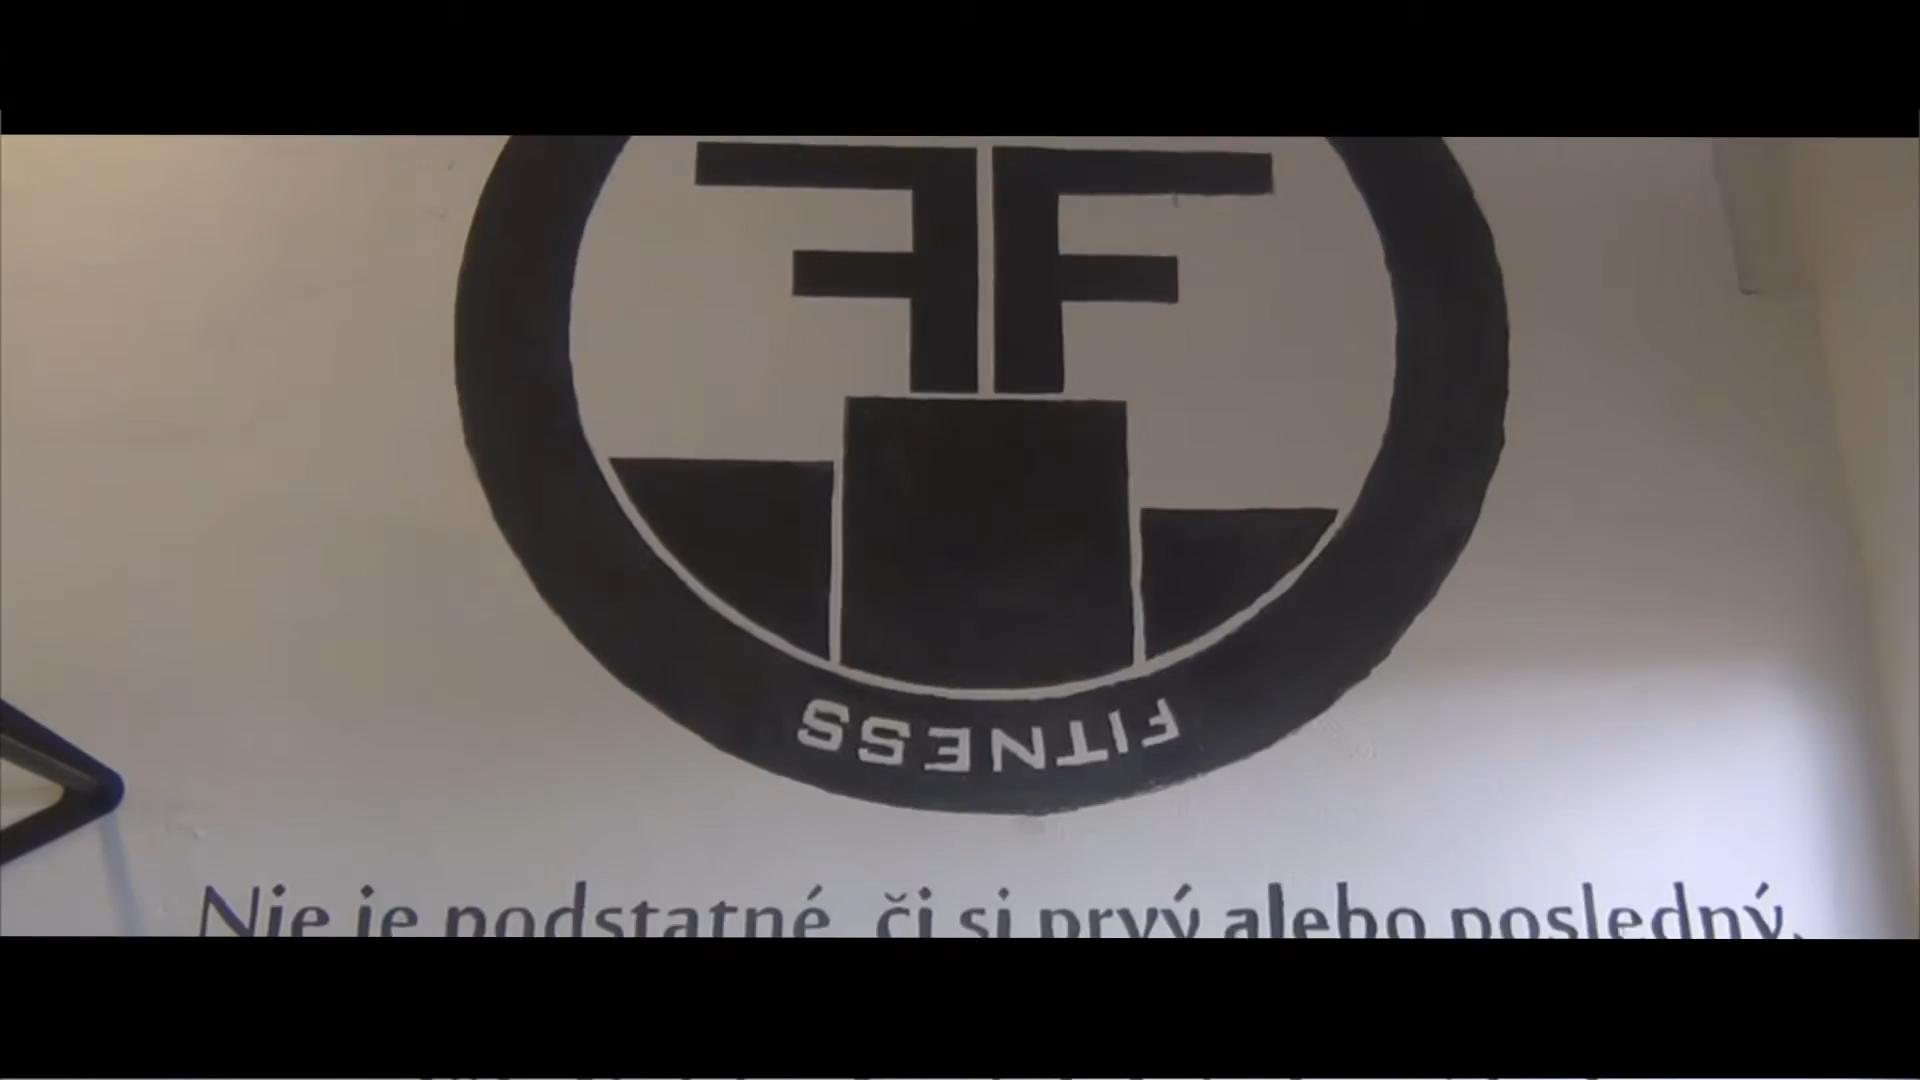 FF
FITNESS
Nie je podstatné, či si prvý alebo posledný,